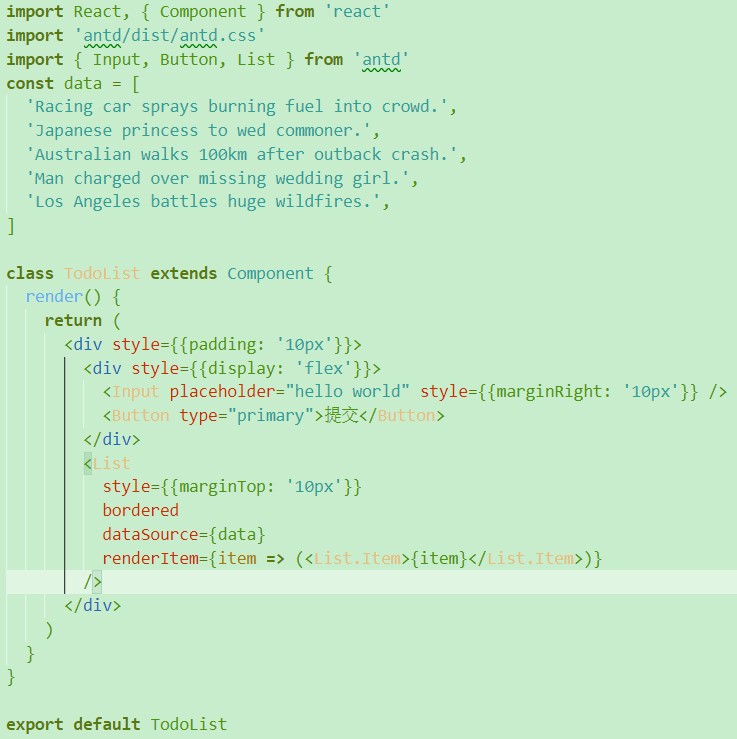 import React, { Component } from 'react'
import 'antd/dist/antd.css'
import { Input, Button, List } from 'antd'
const data = [
  'Racing car sprays burning fuel into crowd.',
  'Japanese princess to wed commoner.',
  'Australian walks 100km after outback crash.',
  'Man charged over missing wedding girl.',
  'Los Angeles battles huge wildfires.',
]

class TodoList extends Component {
  render() {
    return (
      <div style={{padding: '10px'}}>
        <div style={{display: 'flex'}}>
          <Input placeholder="hello world" style={{marginRight: '10px'}} />
          <Button type="primary">提交</Button>
        </div>
        <List
          style={{marginTop: '10px'}}
          bordered
          dataSource={data}
          renderItem={item => (<List.Item>{item}</List.Item>)}
        />
      </div>
    )
  }
}

export default TodoList